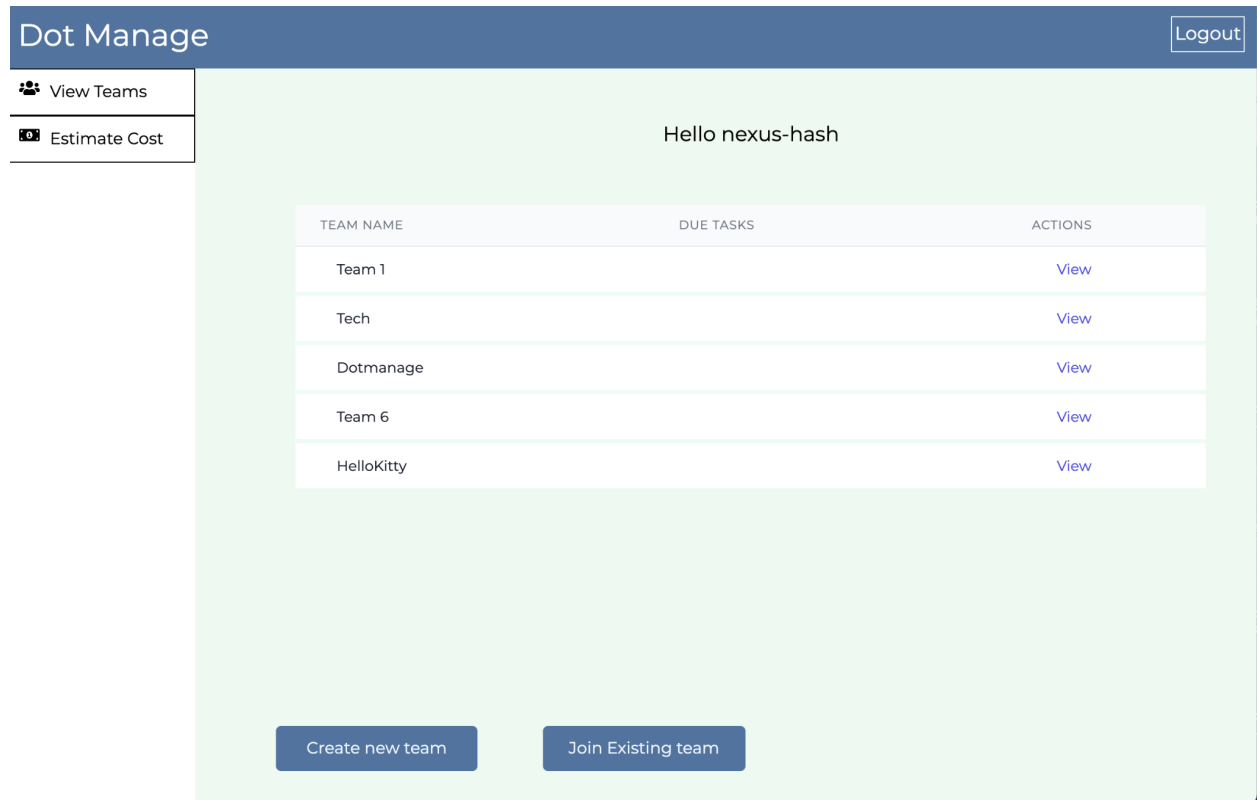 Dot Manage
Logout
View Teams
Estimate Cost
Hello nexus-hash
TEAM NAME DUE TASKS ACTIONS
Team 1 View
Tech View
Dotmanage View
Team 6 View
HelloKitty View
Create new team
Join Existing team